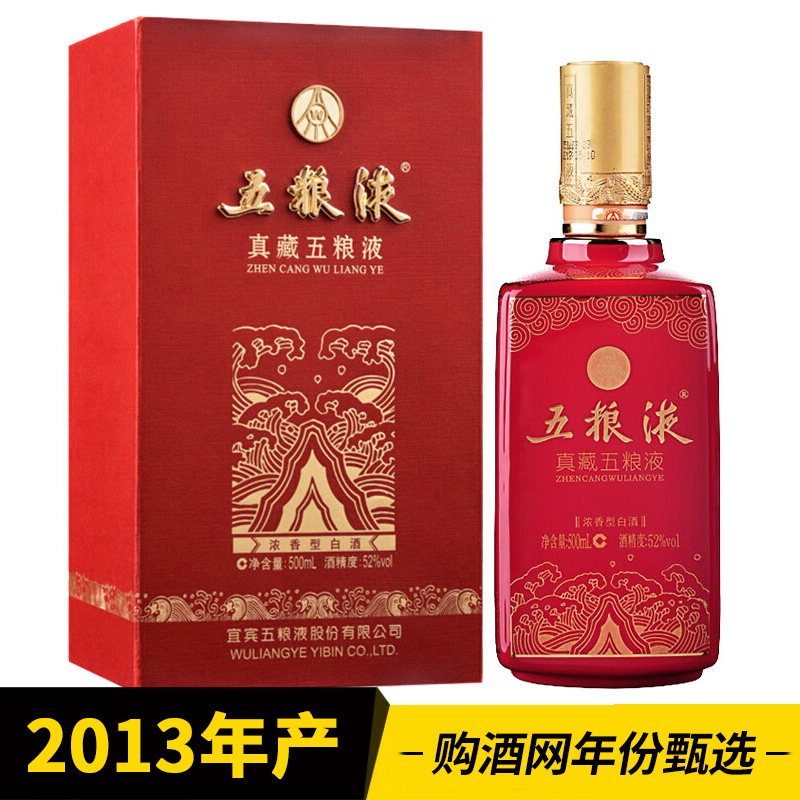 五粮液®
真藏五粮液
ZHEN CANG WU LIANG YE
浓香型白酒
净含量:500mL 酒精度:52%vol
宜宾五粮液股份有限公司
WULIANGYE YIBIN CO.,LTD.
五粮液®
真藏五粮液
ZHENCANGWULIANGYE
浓香型白酒
净含量:500mL 酒精度:52%vol
2013年产
购酒网年份甄选